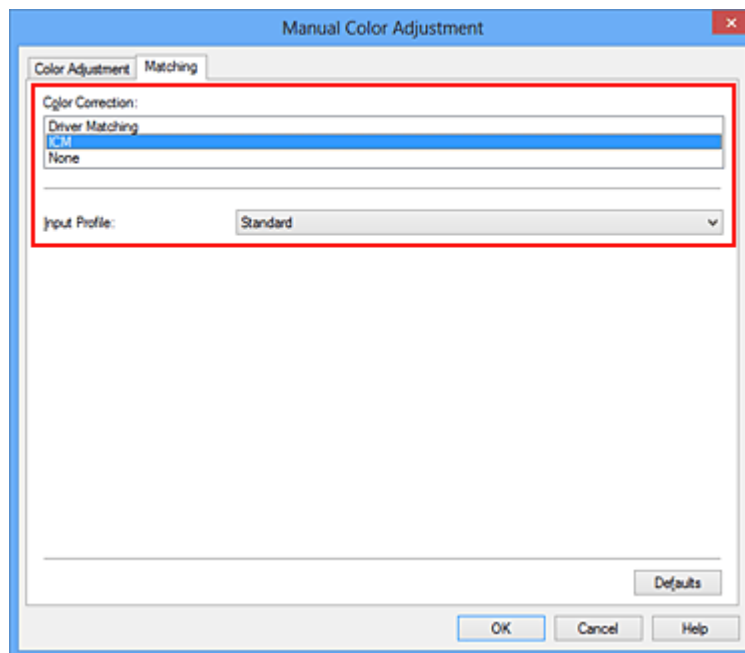 Manual Color Adjustment
Color Adjustment Matching
Color Correction:
Driver Matching
ICM
None
Input Profile: Standard
Defaults
OK Cancel Help